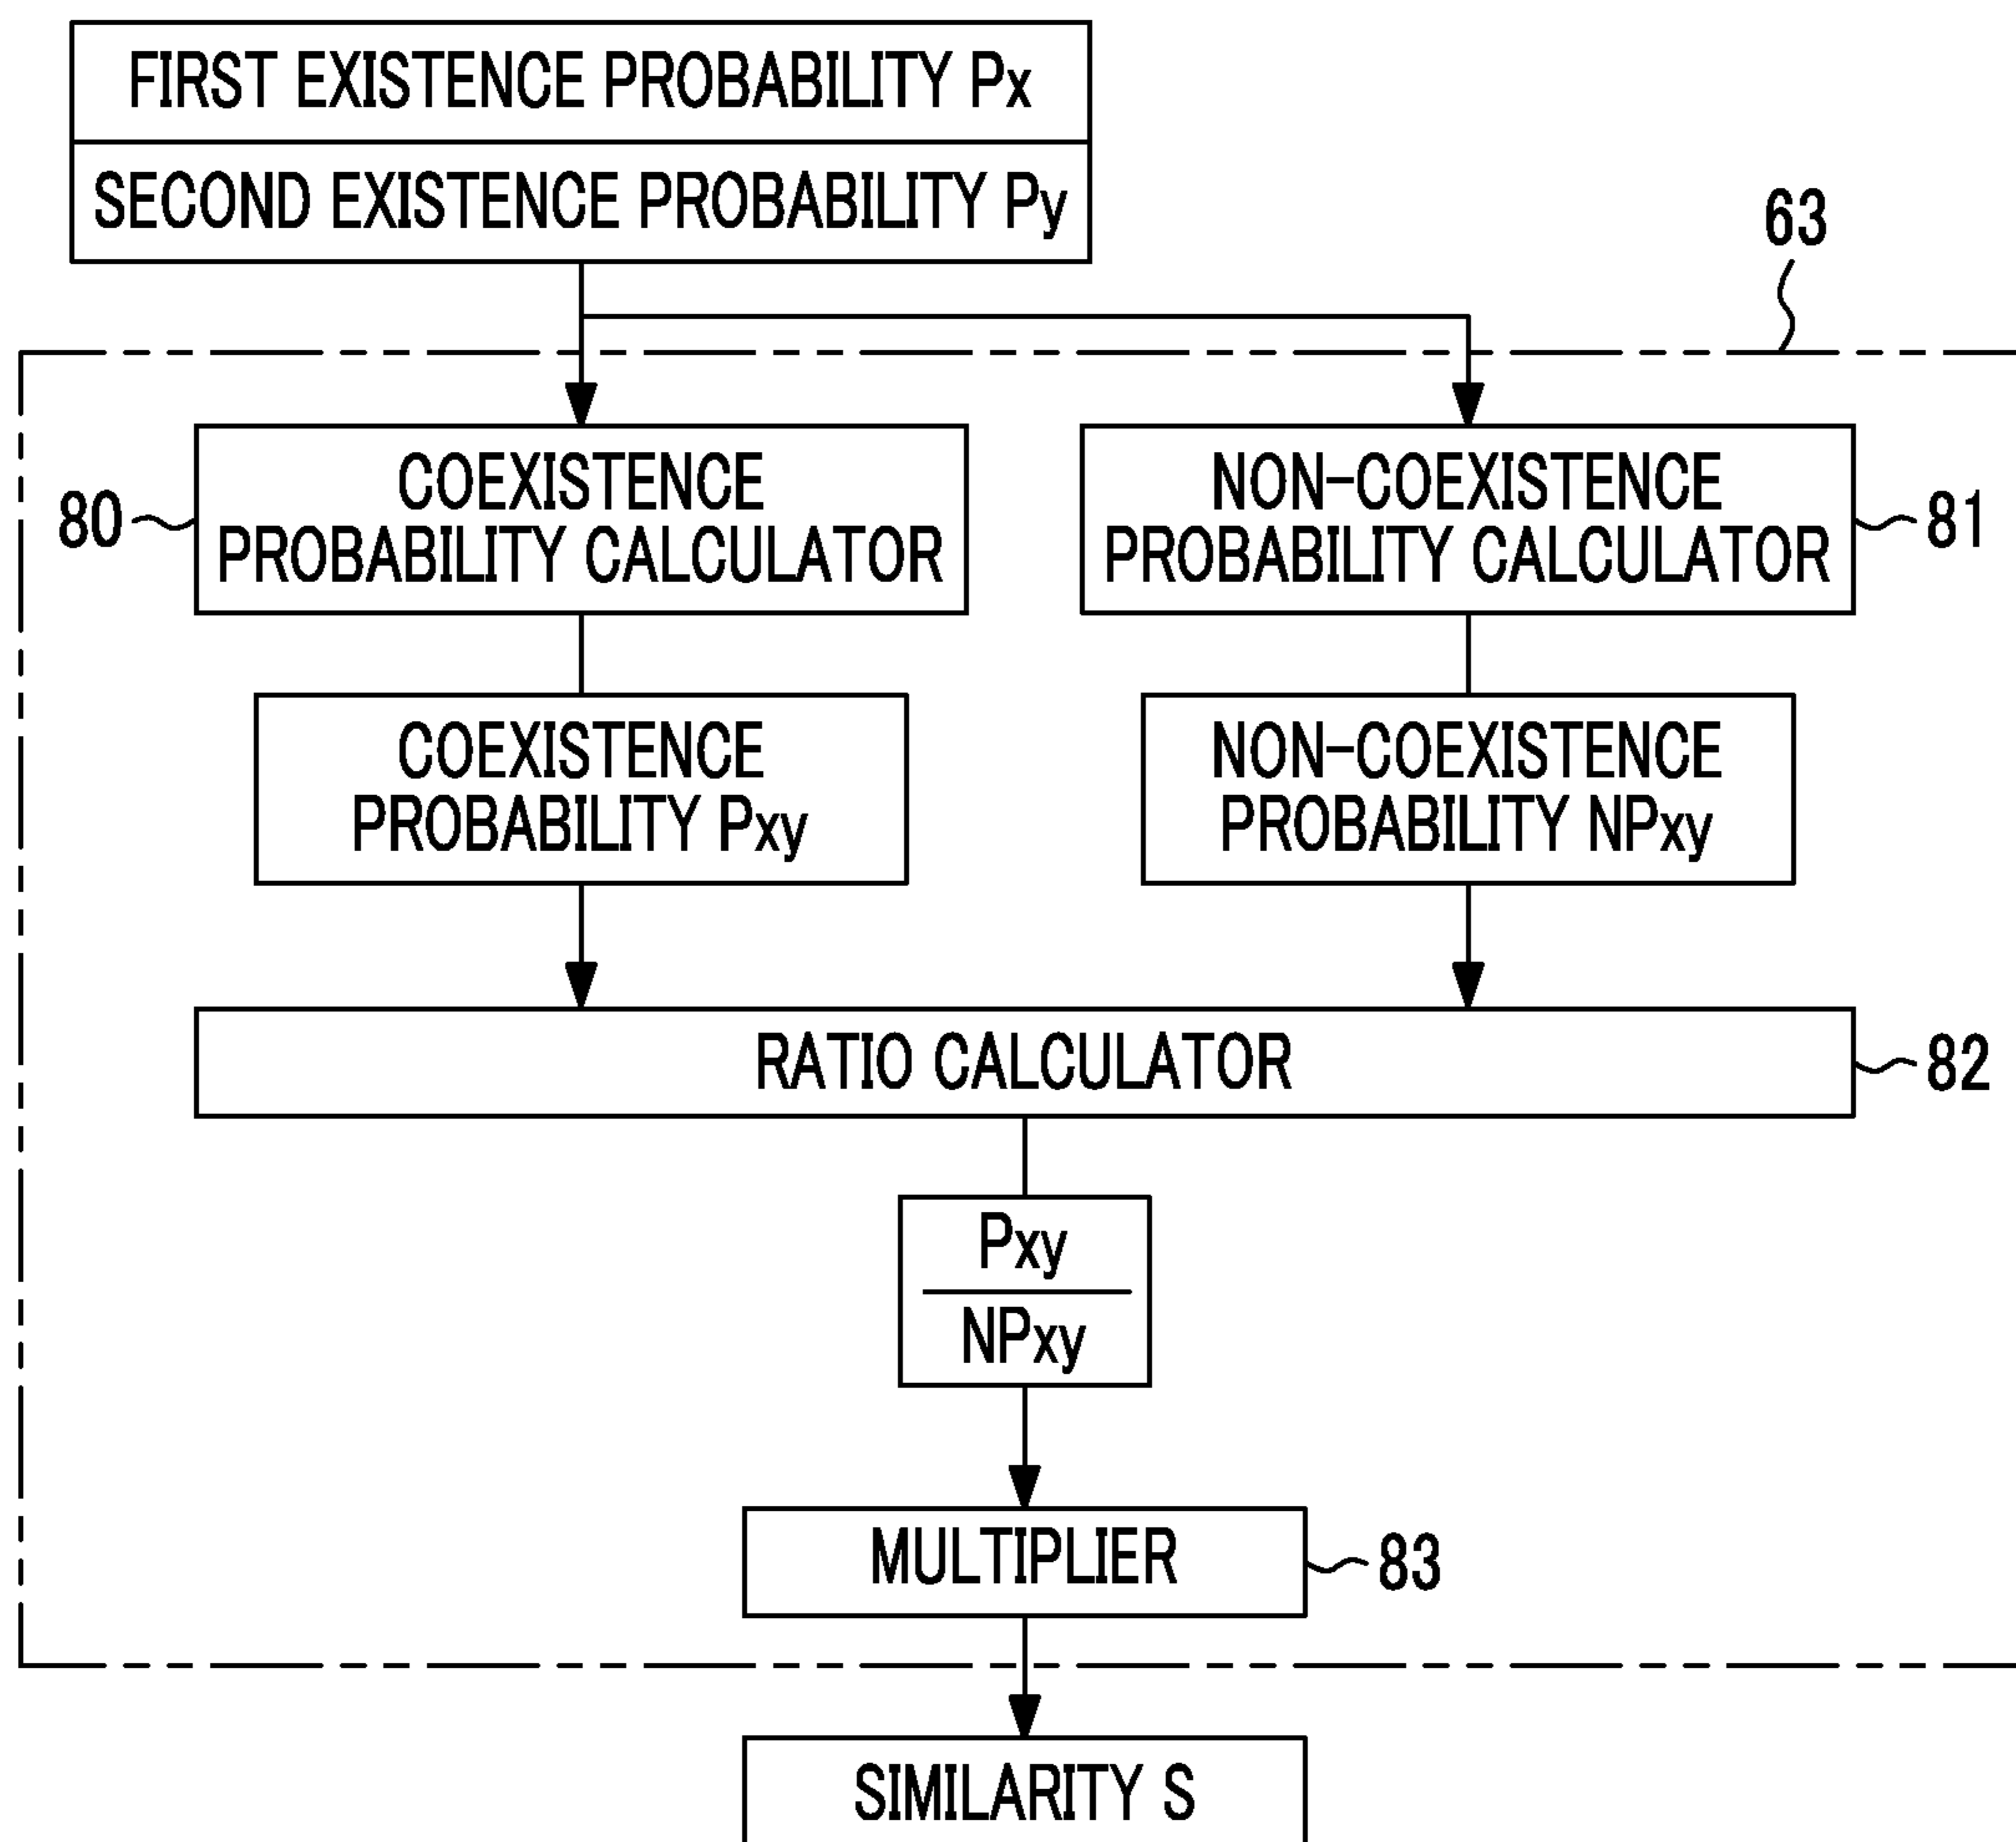 FIRST EXISTENCE PROBABILITY Px
SECOND EXISTENCE PROBABILITY Py
63
COEXISTENCE
PROBABILITY CALCULATOR
80
NON-COEXISTENCE
PROBABILITY CALCULATOR
81
COEXISTENCE
PROBABILITY Pxy
NON-COEXISTENCE
PROBABILITY NPxy
RATIO CALCULATOR
82
Pxy
NPxy
MULTIPLIER
83
SIMILARITY S